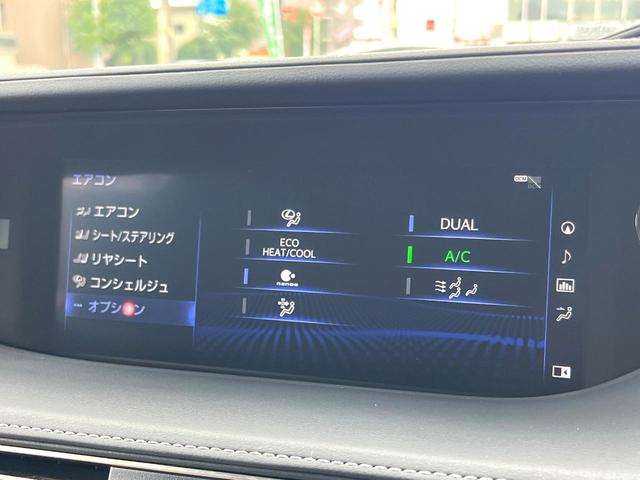 エアコン
DCM
エアコン
シート/ステアリング
リヤシート
コンシェルジュ
オプション
ECO
HEAT/COOL
nanoe
DUAL
A/C